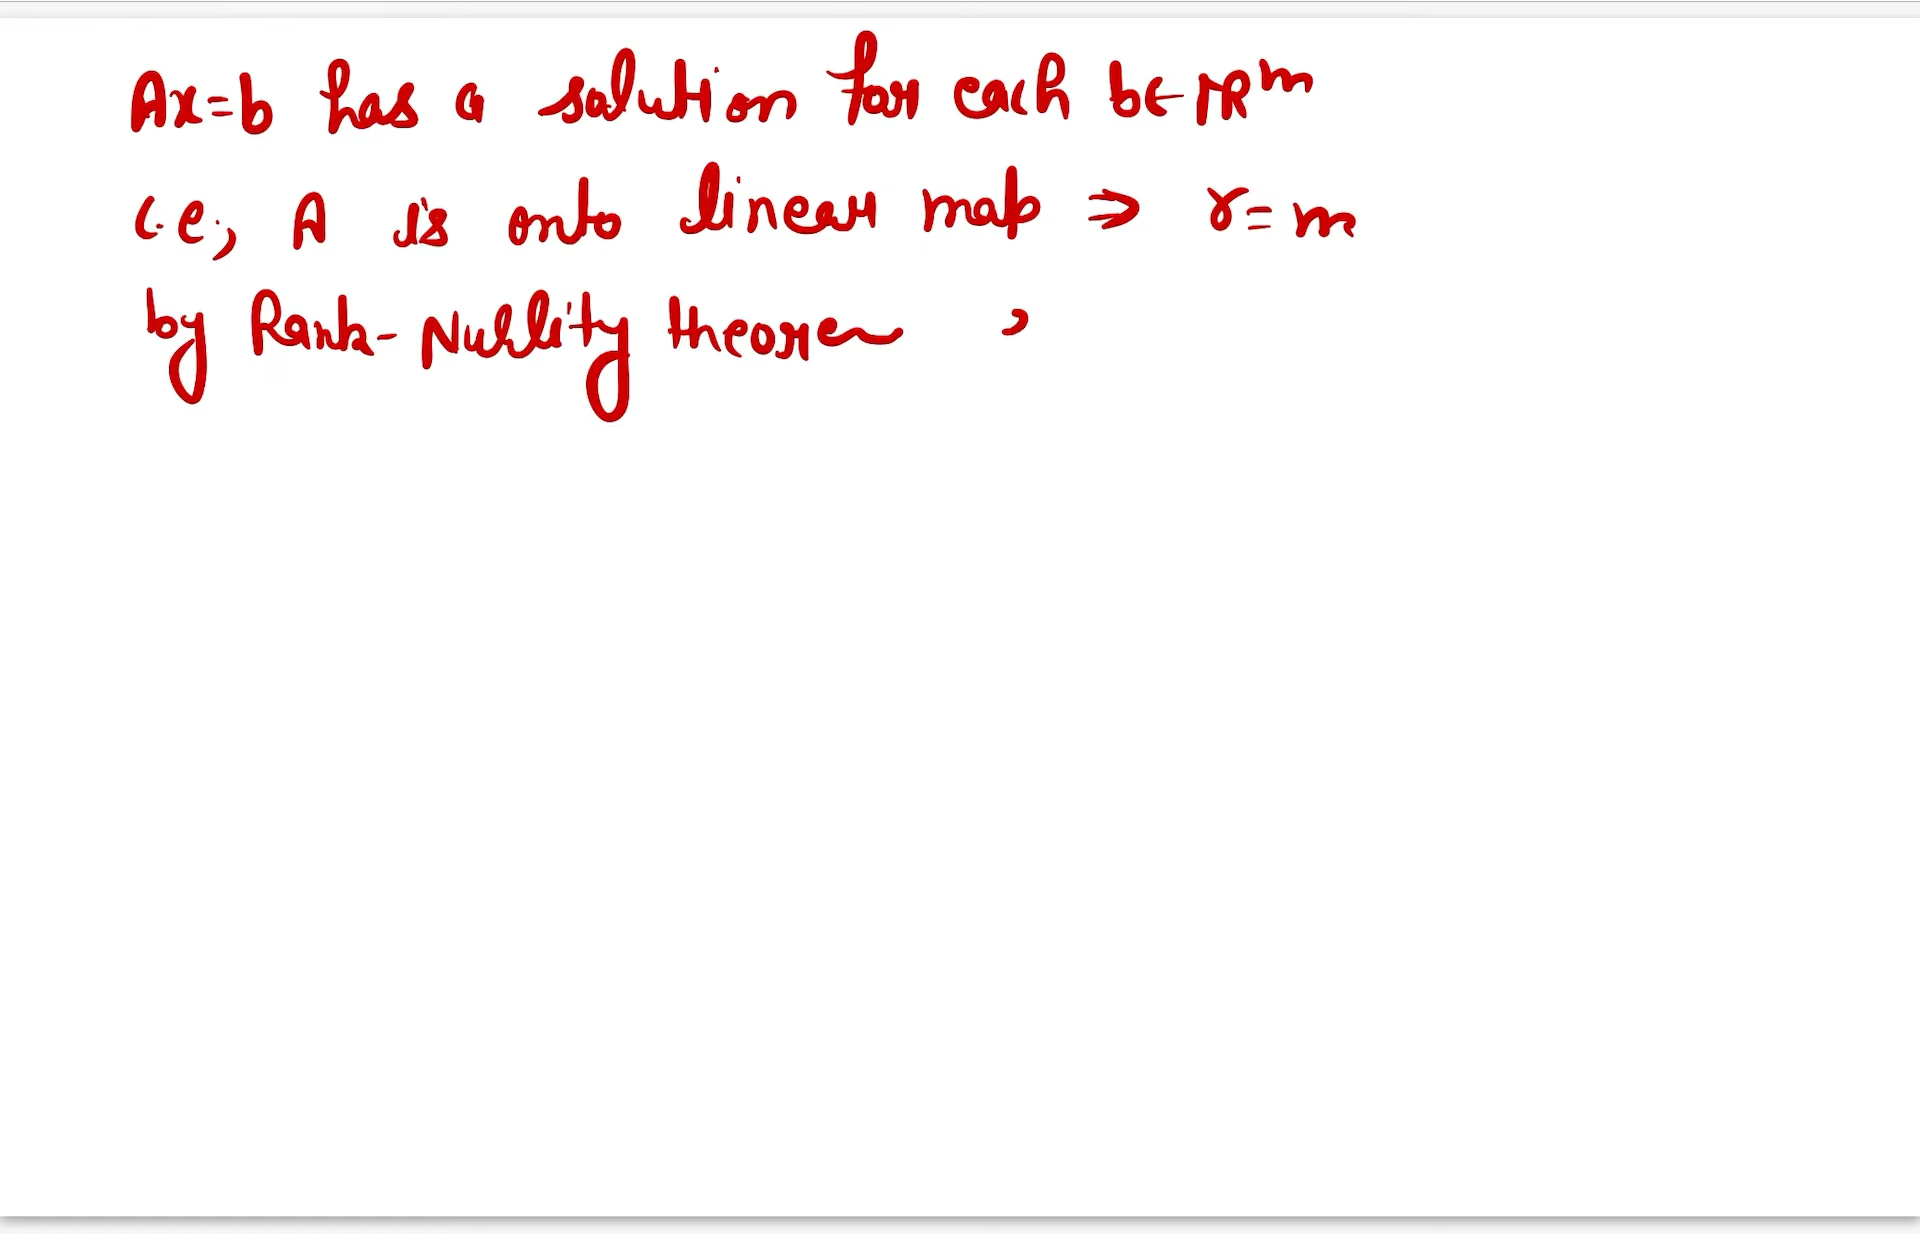 Ax=b has a solution for each b∈ ℝᵐ
i.e., A is onto linear map ⇒ r=m
by Rank-Nullity theorem ,